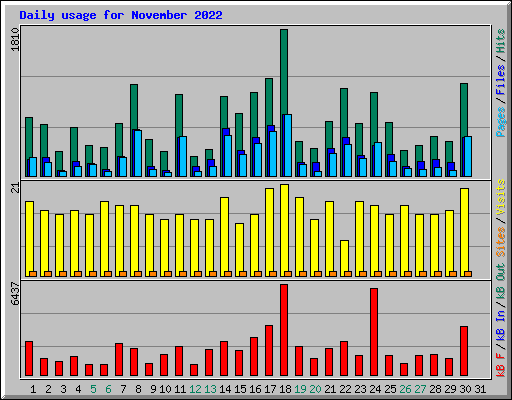 Daily usage for November 2022
1810
21
6437
Pages / Files / Hits
Sites / Visits
kB F / kB In / kB Out
1 2 3 4 5 6 7 8 9 10 11 12 13 14 15 16 17 18 19 20 21 22 23 24 25 26 27 28 29 30 31